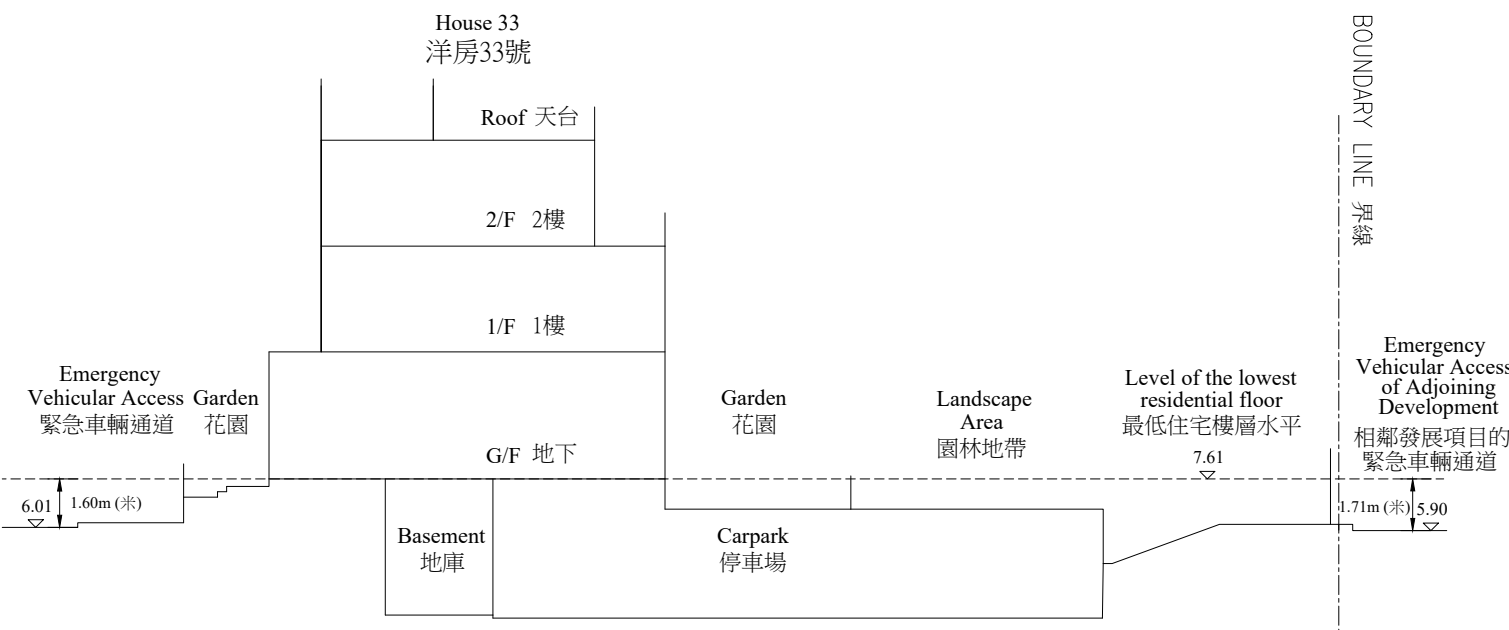 House 33
洋房33號
BOUNDARY LINE 界線
Roof 天台
2/F 2樓
1/F 1樓
Emergency
Vehicular Access
緊急車輛通道
Garden
花園
G/F 地下
Garden
花園
Landscape
Area
園林地帶
Level of the lowest
residential floor
最低住宅樓層水平
7.61
Emergency
Vehicular Access
of Adjoining
Development
相鄰發展項目的
緊急車輛通道
6.01
1.60m (米)
1.71m (米)
5.90
Basement
地庫
Carpark
停車場